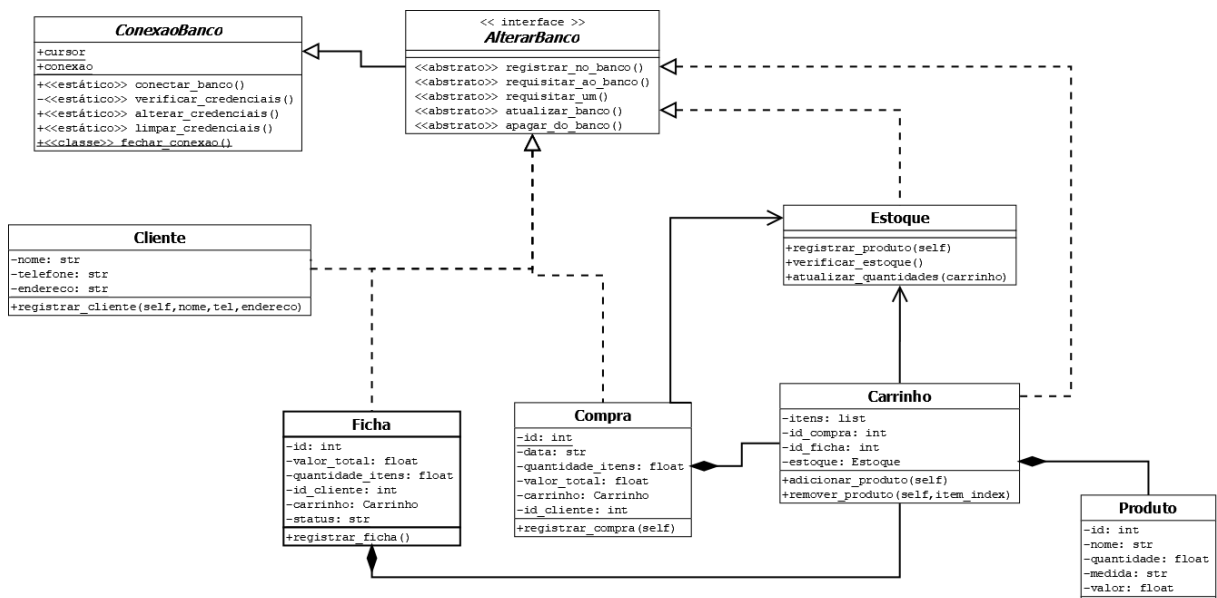 ConexaoBanco
+cursor
+conexao
+<<estático>> conectar_banco()
-<<estático>> verificar_credenciais()
+<<estático>> alterar_credenciais()
+<<estático>> limpar_credenciais()
+<<classe>> fechar_conexao()
<< interface >>
AlterarBanco
<<abstrato>> registrar_no_banco()
<<abstrato>> requisitar_ao_banco()
<<abstrato>> requisitar_um()
<<abstrato>> atualizar_banco()
<<abstrato>> apagar_do_banco()
Cliente
-nome: str
-telefone: str
-endereco: str
+registrar_cliente(self,nome,tel,endereco)
Estoque
+registrar_produto(self)
+verificar_estoque()
+atualizar_quantidades(carrinho)
Ficha
-id: int
-valor_total: float
-quantidade_itens: float
-id_cliente: int
-carrinho: Carrinho
-status: str
+registrar_ficha()
Compra
-id: int
-data: str
-quantidade_itens: float
-valor_total: float
-carrinho: Carrinho
-id_cliente: int
+registrar_compra(self)
Carrinho
-itens: list
-id_compra: int
-id_ficha: int
-estoque: Estoque
+adicionar_produto(self)
+remover_produto(self,item_index)
Produto
-id: int
-nome: str
-quantidade: float
-medida: str
-valor: float